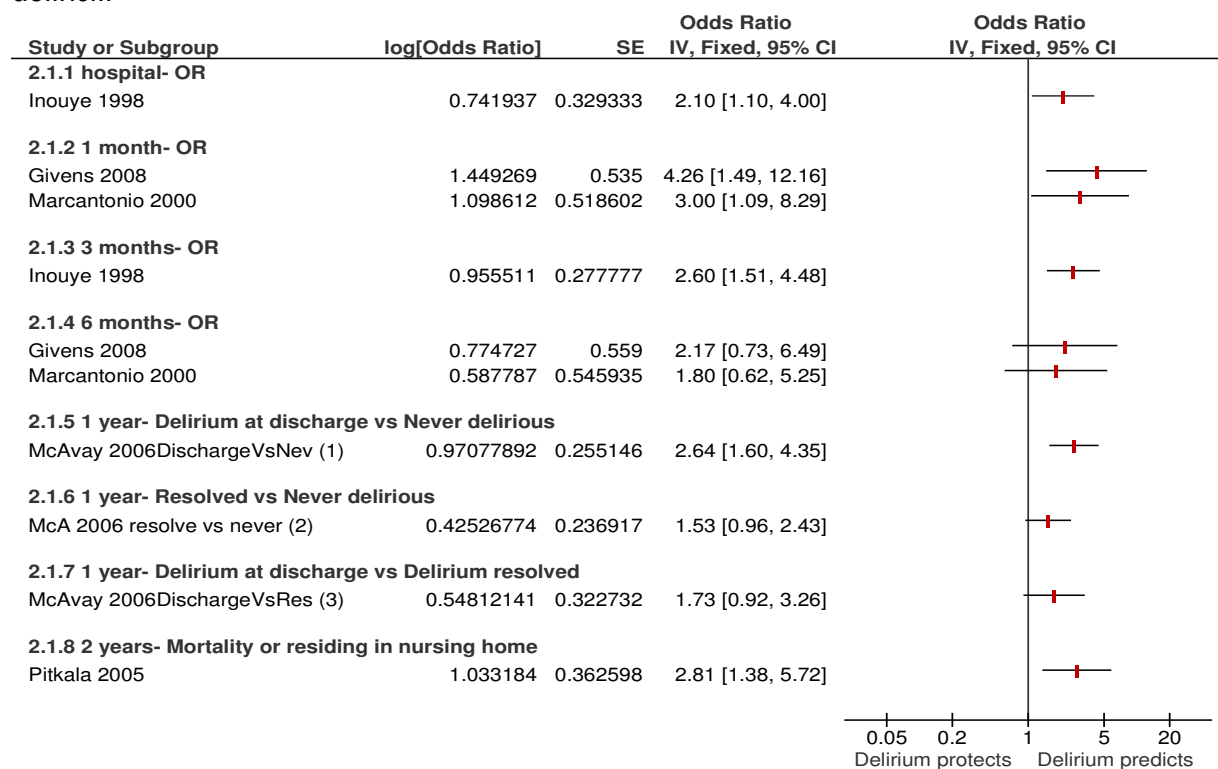 Odds Ratio Odds Ratio
Study or Subgroup log[Odds Ratio] SE IV, Fixed, 95% CI IV, Fixed, 95% CI
2.1.1 hospital- OR
Inouye 1998 0.741937 0.329333 2.10 [1.10, 4.00]
2.1.2 1 month- OR
Givens 2008 1.449269 0.535 4.26 [1.49, 12.16]
Marcantonio 2000 1.098612 0.518602 3.00 [1.09, 8.29]
2.1.3 3 months- OR
Inouye 1998 0.955511 0.277777 2.60 [1.51, 4.48]
2.1.4 6 months- OR
Givens 2008 0.774727 0.559 2.17 [0.73, 6.49]
Marcantonio 2000 0.587787 0.545935 1.80 [0.62, 5.25]
2.1.5 1 year- Delirium at discharge vs Never delirious
McAvay 2006DischargeVsNev (1) 0.97077892 0.255146 2.64 [1.60, 4.35]
2.1.6 1 year- Resolved vs Never delirious
McA 2006 resolve vs never (2) 0.42526774 0.236917 1.53 [0.96, 2.43]
2.1.7 1 year- Delirium at discharge vs Delirium resolved
McAvay 2006DischargeVsRes (3) 0.54812141 0.322732 1.73 [0.92, 3.26]
2.1.8 2 years- Mortality or residing in nursing home
Pitkala 2005 1.033184 0.362598 2.81 [1.38, 5.72]
0.05 0.2 1 5 20
Delirium protects Delirium predicts